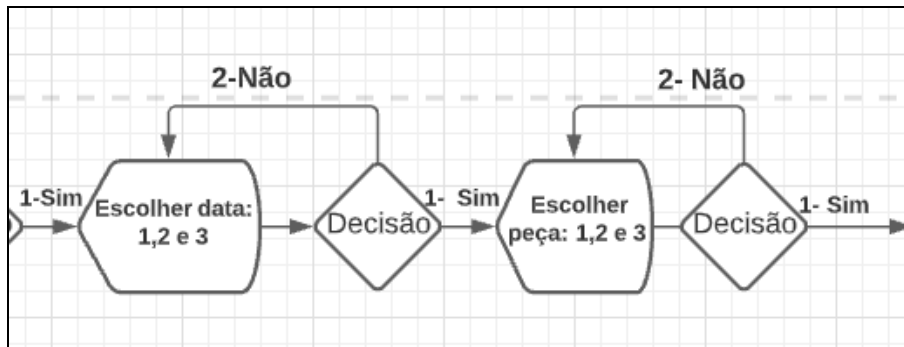 2-Não
2- Não
1-Sim
Escolher data:
1,2 e 3
Decisão
1-  Sim
Escolher
peça: 1,2 e 3
Decisão
1- Sim